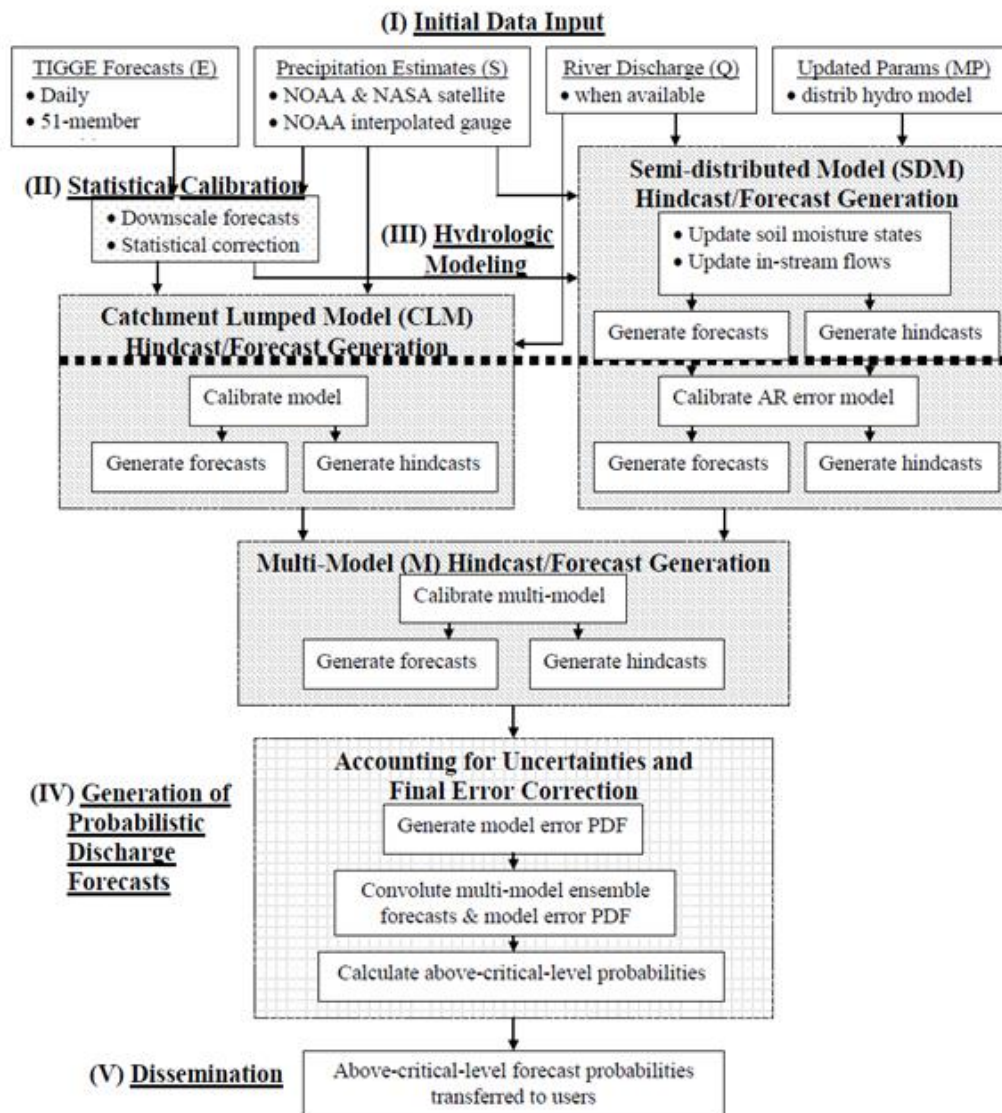 (I) Initial Data Input
TIGGE Forecasts (E)
• Daily
• 51-member
Precipitation Estimates (S)
• NOAA & NASA satellite
• NOAA interpolated gauge
River Discharge (Q)
• when available
Updated Params (MP)
• distrib hydro model
(II) Statistical Calibration
• Downscale forecasts
• Statistical correction
(III) Hydrologic
Modeling
Semi-distributed Model (SDM)
Hindcast/Forecast Generation
• Update soil moisture states
• Update in-stream flows
Generate forecasts
Generate hindcasts
Catchment Lumped Model (CLM)
Hindcast/Forecast Generation
Calibrate model
Generate forecasts
Generate hindcasts
Calibrate AR error model
Generate forecasts
Generate hindcasts
Multi-Model (M) Hindcast/Forecast Generation
Calibrate multi-model
Generate forecasts
Generate hindcasts
(IV) Generation of
Probabilistic
Discharge
Forecasts
Accounting for Uncertainties and
Final Error Correction
Generate model error PDF
Convolute multi-model ensemble
forecasts & model error PDF
Calculate above-critical-level probabilities
(V) Dissemination
Above-critical-level forecast probabilities
transferred to users